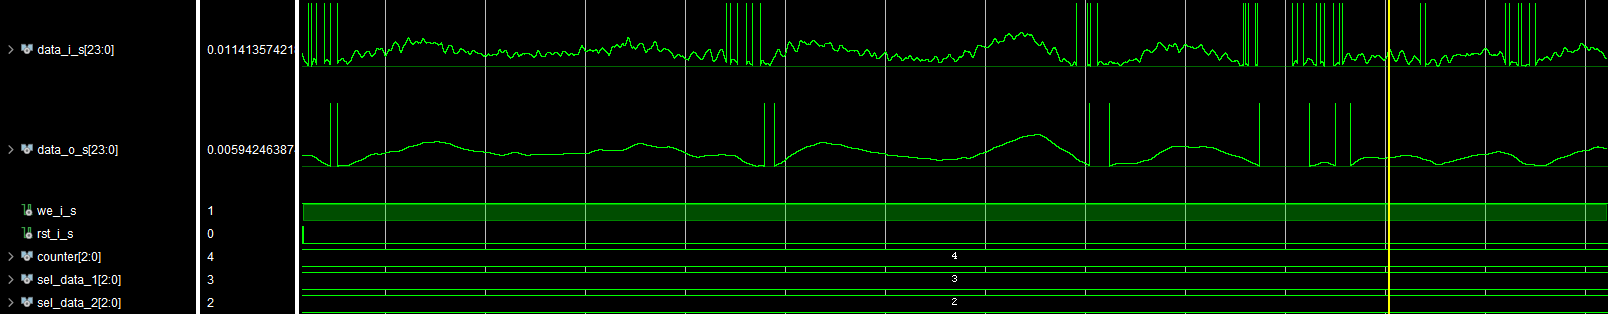 data_i_s[23:0] 0.01141357421
data_o_s[23:0] 0.0059424638
we_i_s 1
rst_i_s 0
counter[2:0] 4 4
sel_data_1[2:0] 3 3
sel_data_2[2:0] 2 2